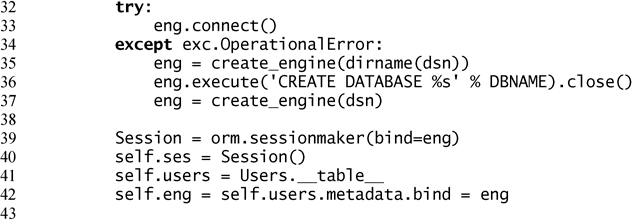 32 try:
33 eng.connect()
34 except exc.OperationalError:
35 eng = create_engine(dirname(dsn))
36 eng.execute('CREATE DATABASE %s' % DBNAME).close()
37 eng = create_engine(dsn)
38
39 Session = orm.sessionmaker(bind=eng)
40 self.ses = Session()
41 self.users = Users.__table__
42 self.eng = self.users.metadata.bind = eng
43